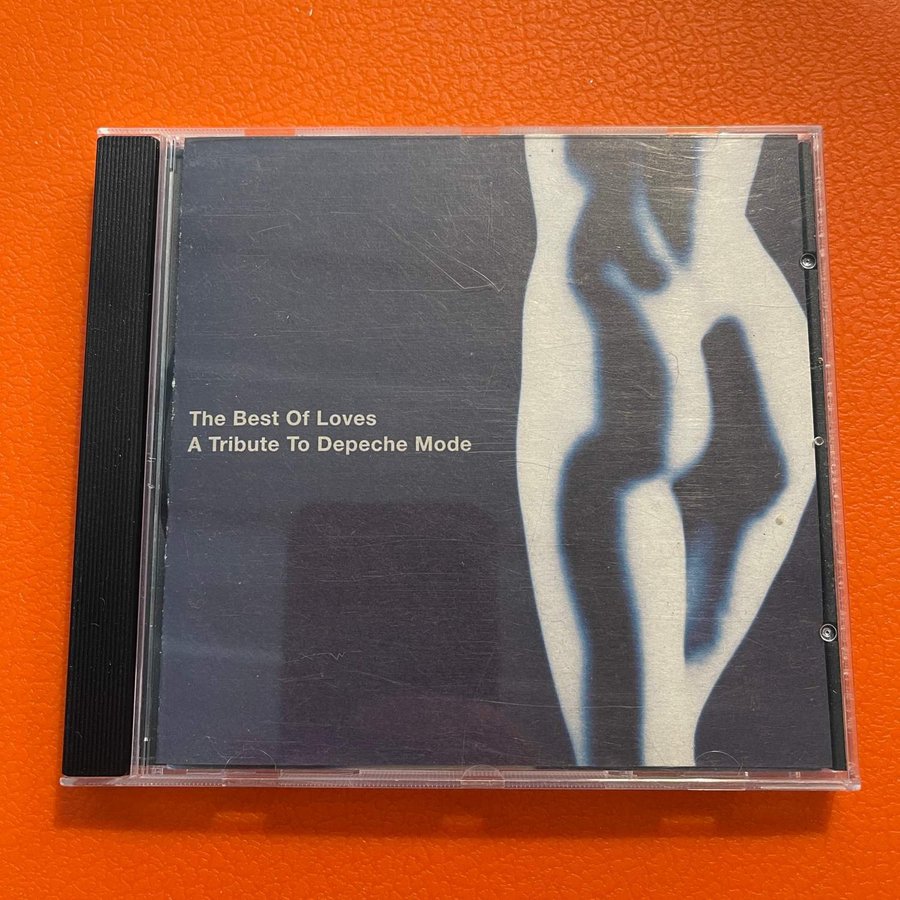 The Best Of Loves
A Tribute To Depeche Mode